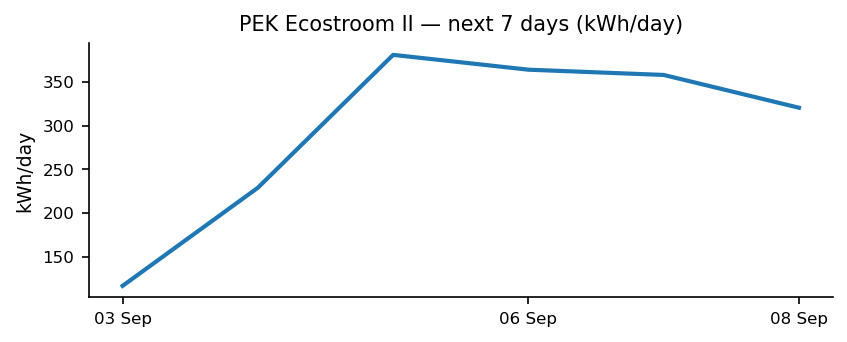 PEK Ecostroom II — next 7 days (kWh/day)
kWh/day
350
300
250
200
150
03 Sep
06 Sep
08 Sep